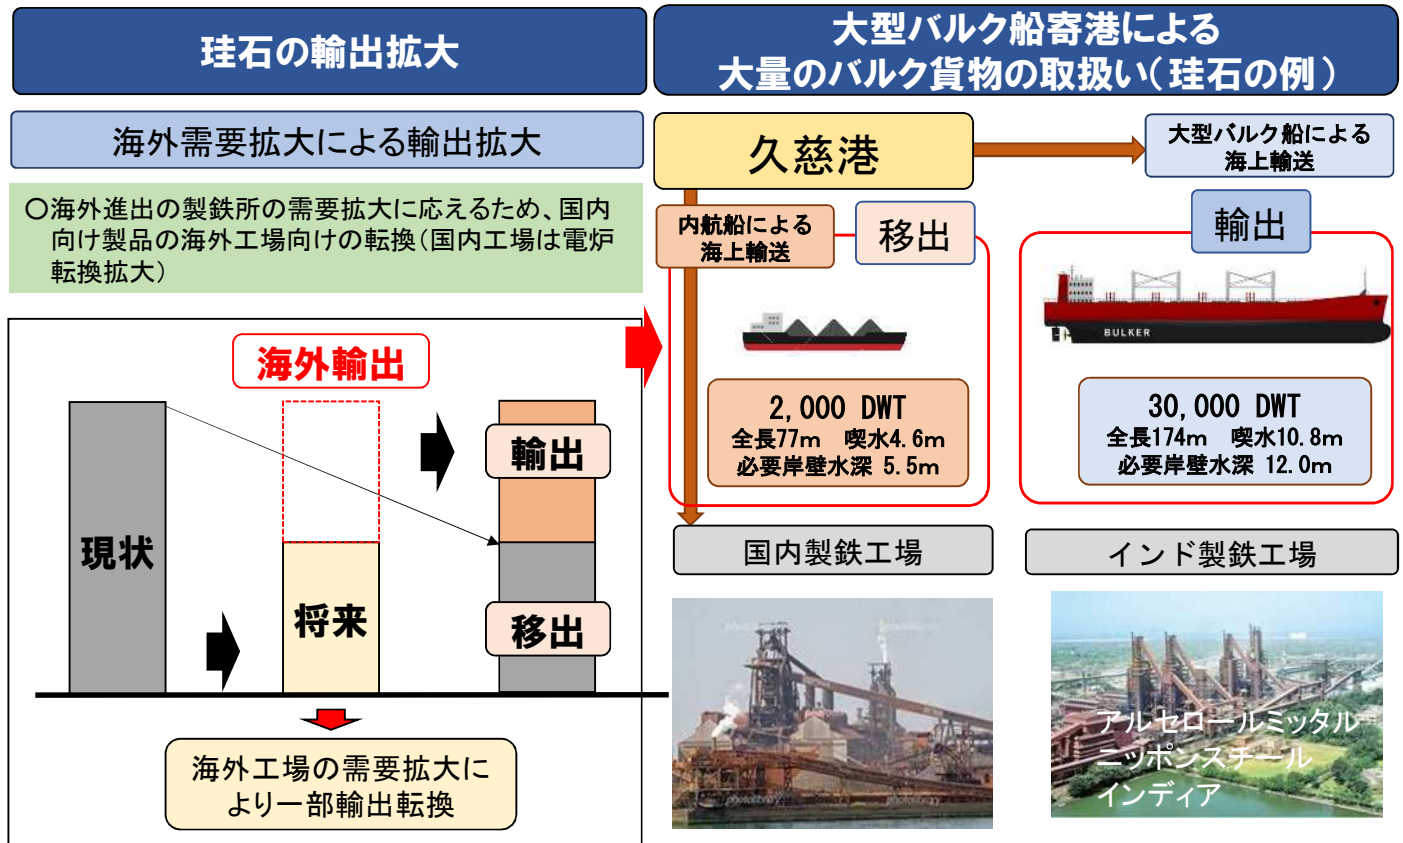 珪石の輸出拡大
海外需要拡大による輸出拡大
〇海外進出の製鉄所の需要拡大に応えるため、国内
向け製品の海外工場向けの転換(国内工場は電炉
転換拡大)
海外輸出
現状
将来
輸出
移出
海外工場の需要拡大に
より一部輸出転換
大型バルク船寄港による
大量のバルク貨物の取扱い(珪石の例)
久慈港
大型バルク船による
海上輸送
内航船による
海上輸送
移出
輸出
BULKER
2,000 DWT
全長77m 喫水4.6m
必要岸壁水深 5.5m
30,000 DWT
全長174m 喫水10.8m
必要岸壁水深 12.0m
国内製鉄工場
インド製鉄工場
photolibrary
photolibrary
アルセロールミッタル
ニッポンスチール
インディア